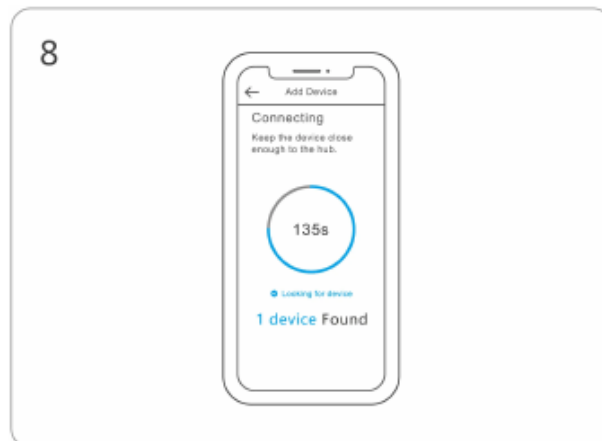 8
Add Device
Connecting
Keep the device close
enough to the hub.
135s
Looking for device
1 device Found